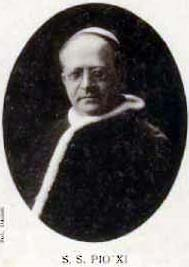 S. S. PIO XI